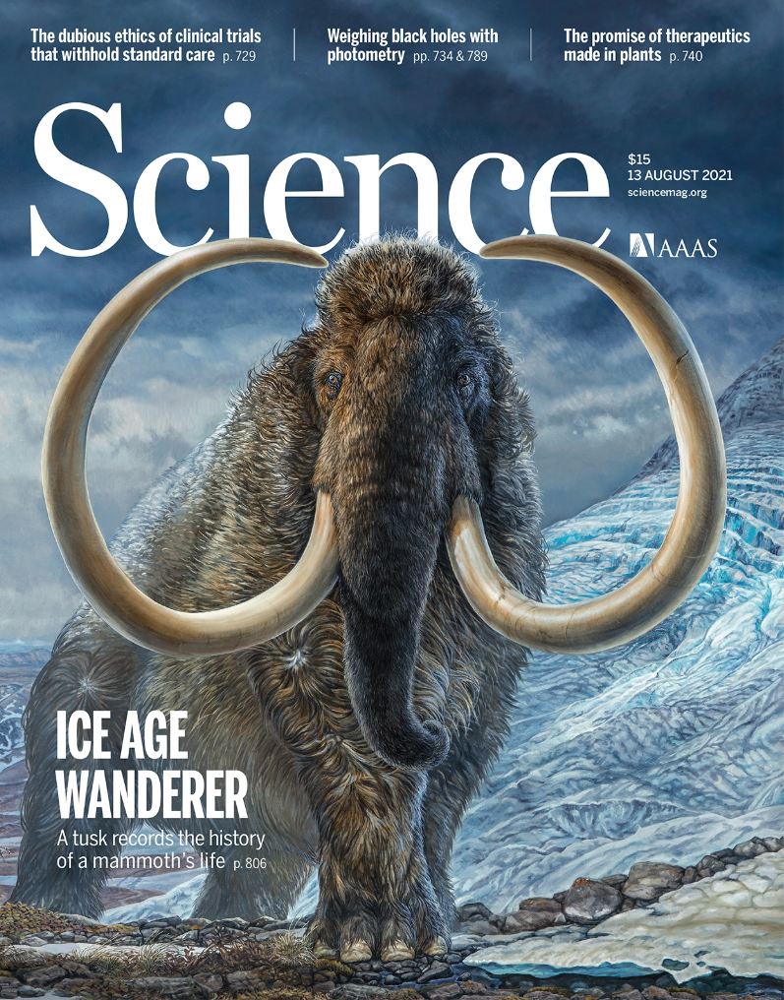 The dubious ethics of clinical trials
that withhold standard care p. 729
Weighing black holes with
photometry pp. 734 & 789
The promise of therapeutics
made in plants p. 740
Science
$15
13 AUGUST 2021
sciencemag.org
AAAS
ICE AGE
WANDERER
A tusk records the history
of a mammoth’s life p. 806